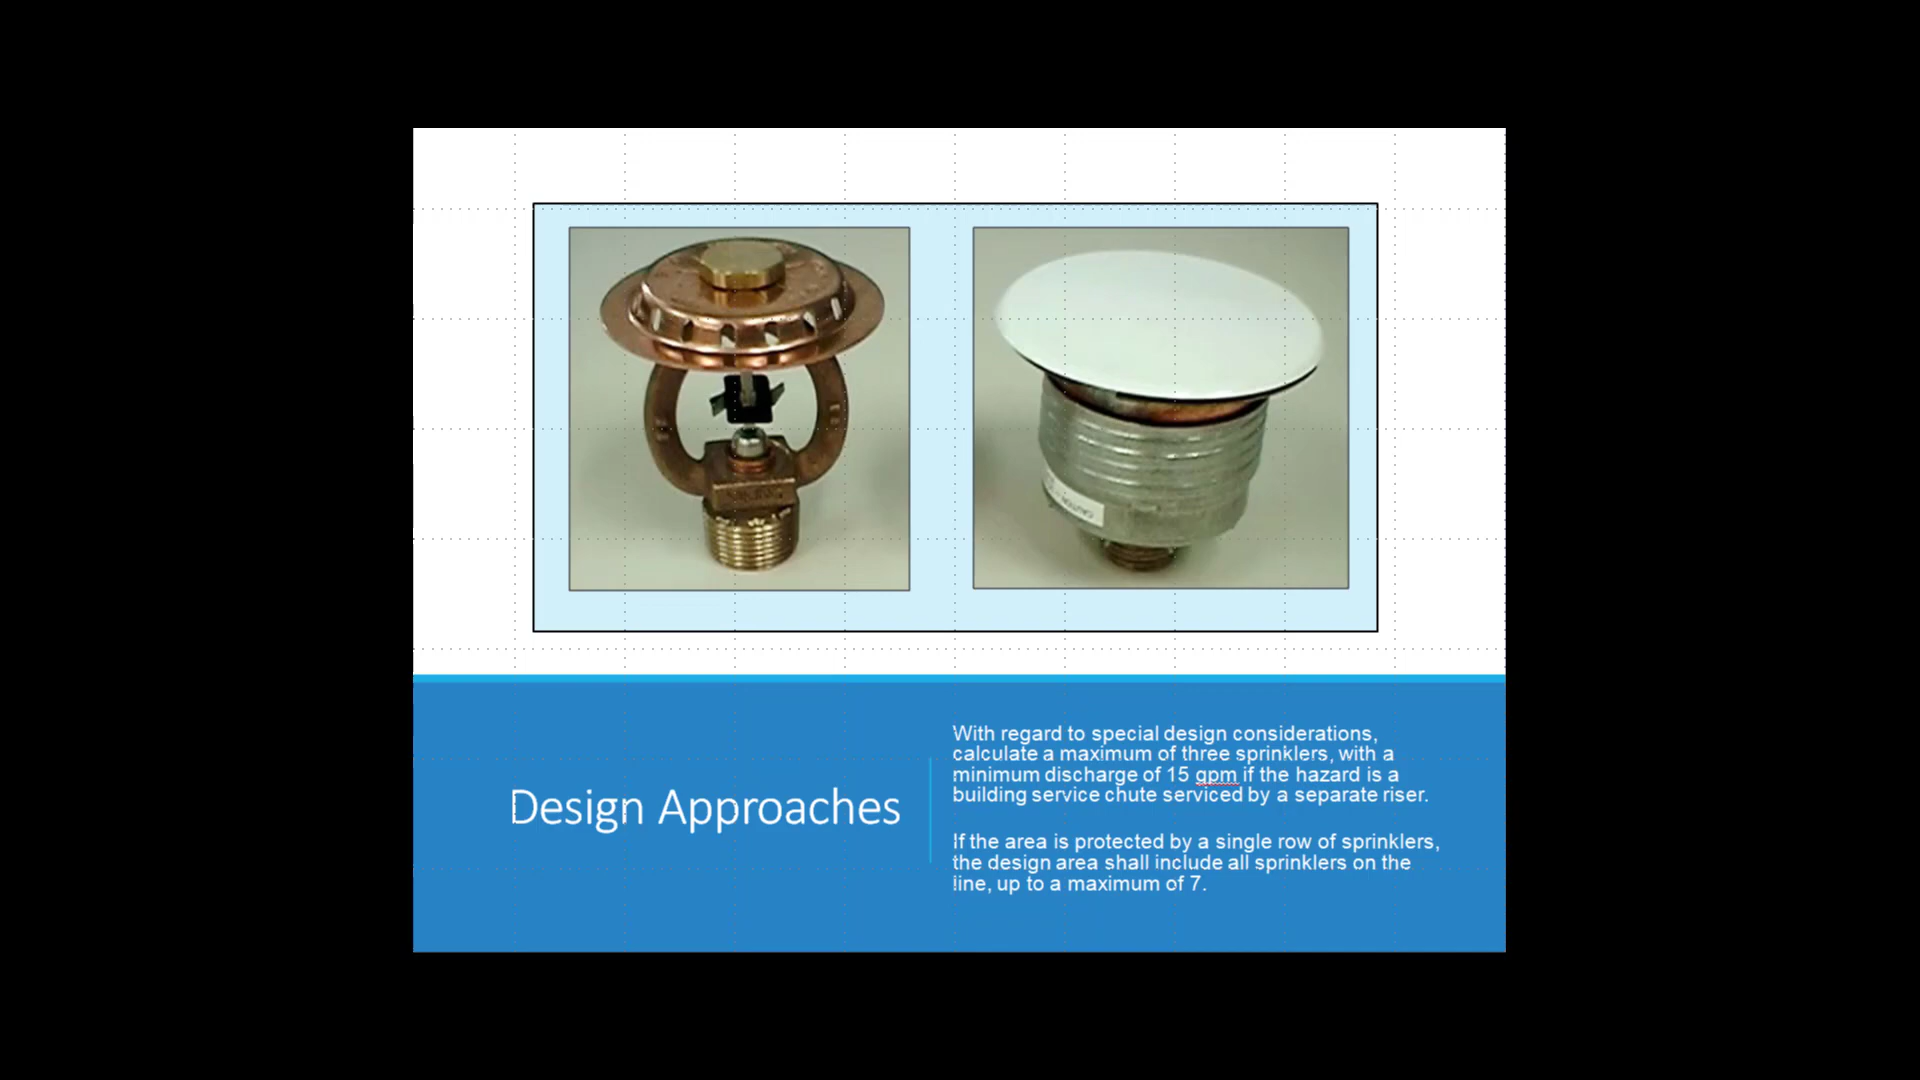 Design Approaches
With regard to special design considerations,
calculate a maximum of three sprinklers, with a
minimum discharge of 15 gpm if the hazard is a
building service chute serviced by a separate riser.
If the area is protected by a single row of sprinklers,
the design area shall include all sprinklers on the
line, up to a maximum of 7.
CAUTION